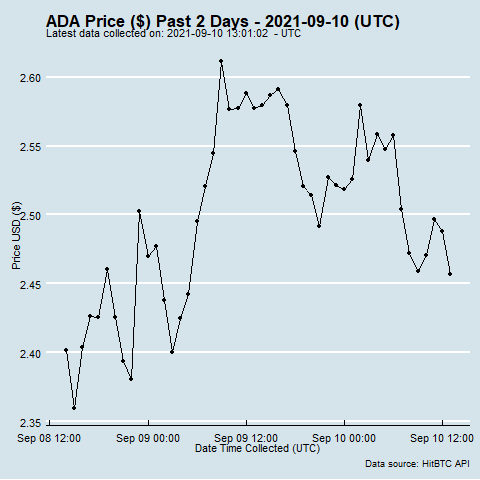 ADA Price ($) Past 2 Days - 2021-09-10 (UTC)
Latest data collected on: 2021-09-10 13:01:02 - UTC
2.60
2.55
2.50
2.45
2.40
2.35
Price USD ($)
Sep 08 12:00
Sep 09 00:00
Sep 09 12:00
Sep 10 00:00
Sep 10 12:00
Date Time Collected (UTC)
Data source: HitBTC API